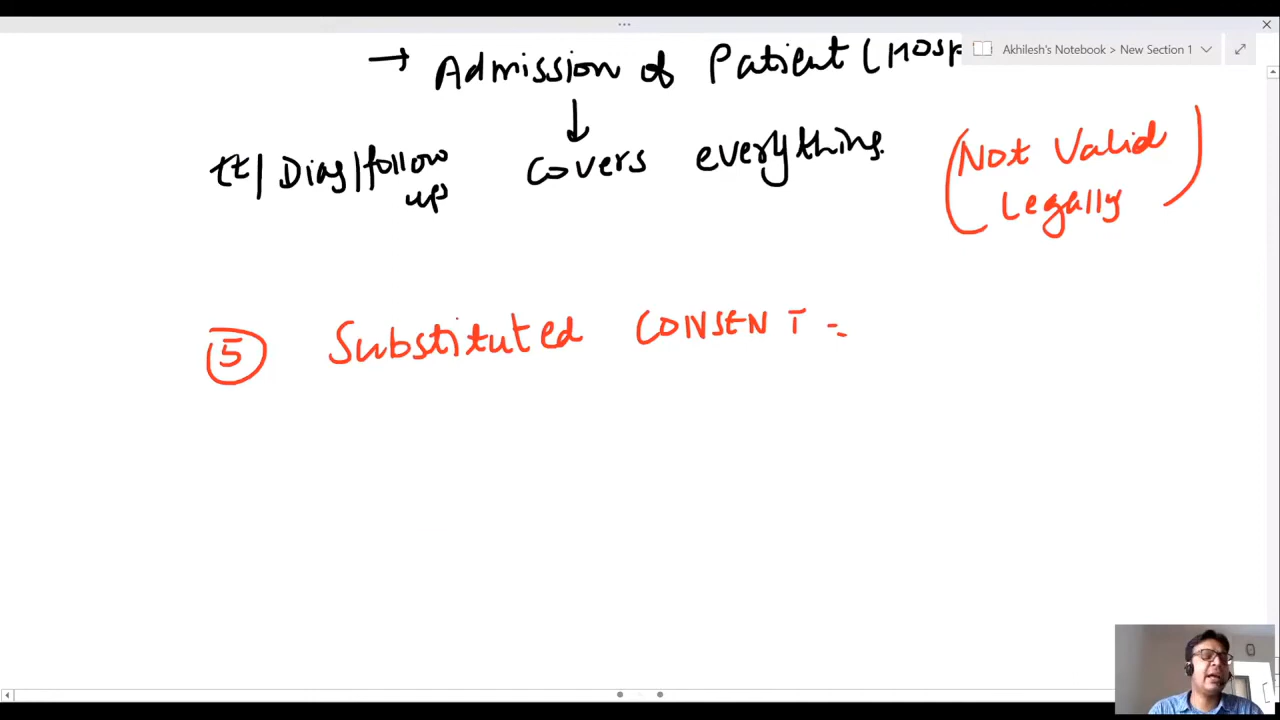 Akhilesh's Notebook > New Section 1
→ Admission of Patient (Hosp
↓
tt/ Diag/follow up covers everything. (Not Valid Legally)
⑤ Substituted CONSENT =